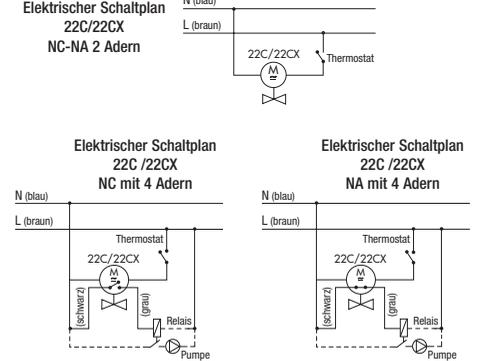 Elektrischer Schaltplan
22C/22CX
NC-NA 2 Adern
N (blau)
L (braun)
22C/22CX
Thermostat
M
Elektrischer Schaltplan
22C /22CX
NC mit 4 Adern
N (blau)
L (braun)
Thermostat
22C/22CX
M
(schwarz)
(grau)
Relais
Pumpe
Elektrischer Schaltplan
22C /22CX
NA mit 4 Adern
N (blau)
L (braun)
Thermostat
22C/22CX
M
(schwarz)
(grau)
Relais
Pumpe